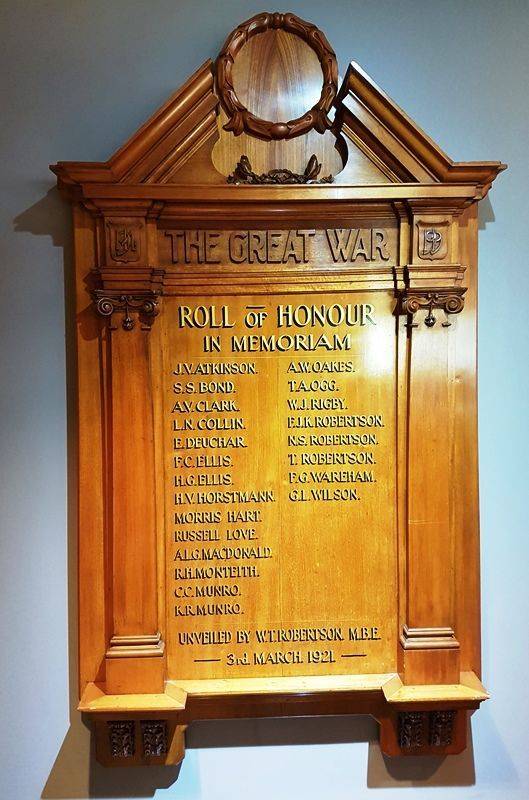 THE GREAT WAR
ROLL OF HONOUR
IN MEMORIAM
J.V. ATKINSON.
S.S. BOND.
A.V. CLARK.
L.N. COLLIN.
E. DEUCHAR.
F.C. ELLIS.
H.G. ELLIS.
H.V. HORSTMANN.
MORRIS HART.
RUSSELL LOVE.
A.L.G. MACDONALD.
R.H. MONTEITH.
C.C. MUNRO.
K.R. MUNRO.
A.W. OAKES.
T.A. OGG.
W.J. RIGBY.
F.J.K. ROBERTSON.
N.S. ROBERTSON.
T. ROBERTSON.
F.G. WAREHAM.
G.L. WILSON.
UNVEILED BY W.T. ROBERTSON. M.B.E.
— 3rd. MARCH. 1921. —